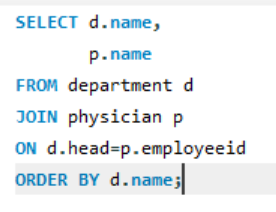 SELECT d.name,
       p.name
FROM department d
JOIN physician p
ON d.head=p.employeeid
ORDER BY d.name;